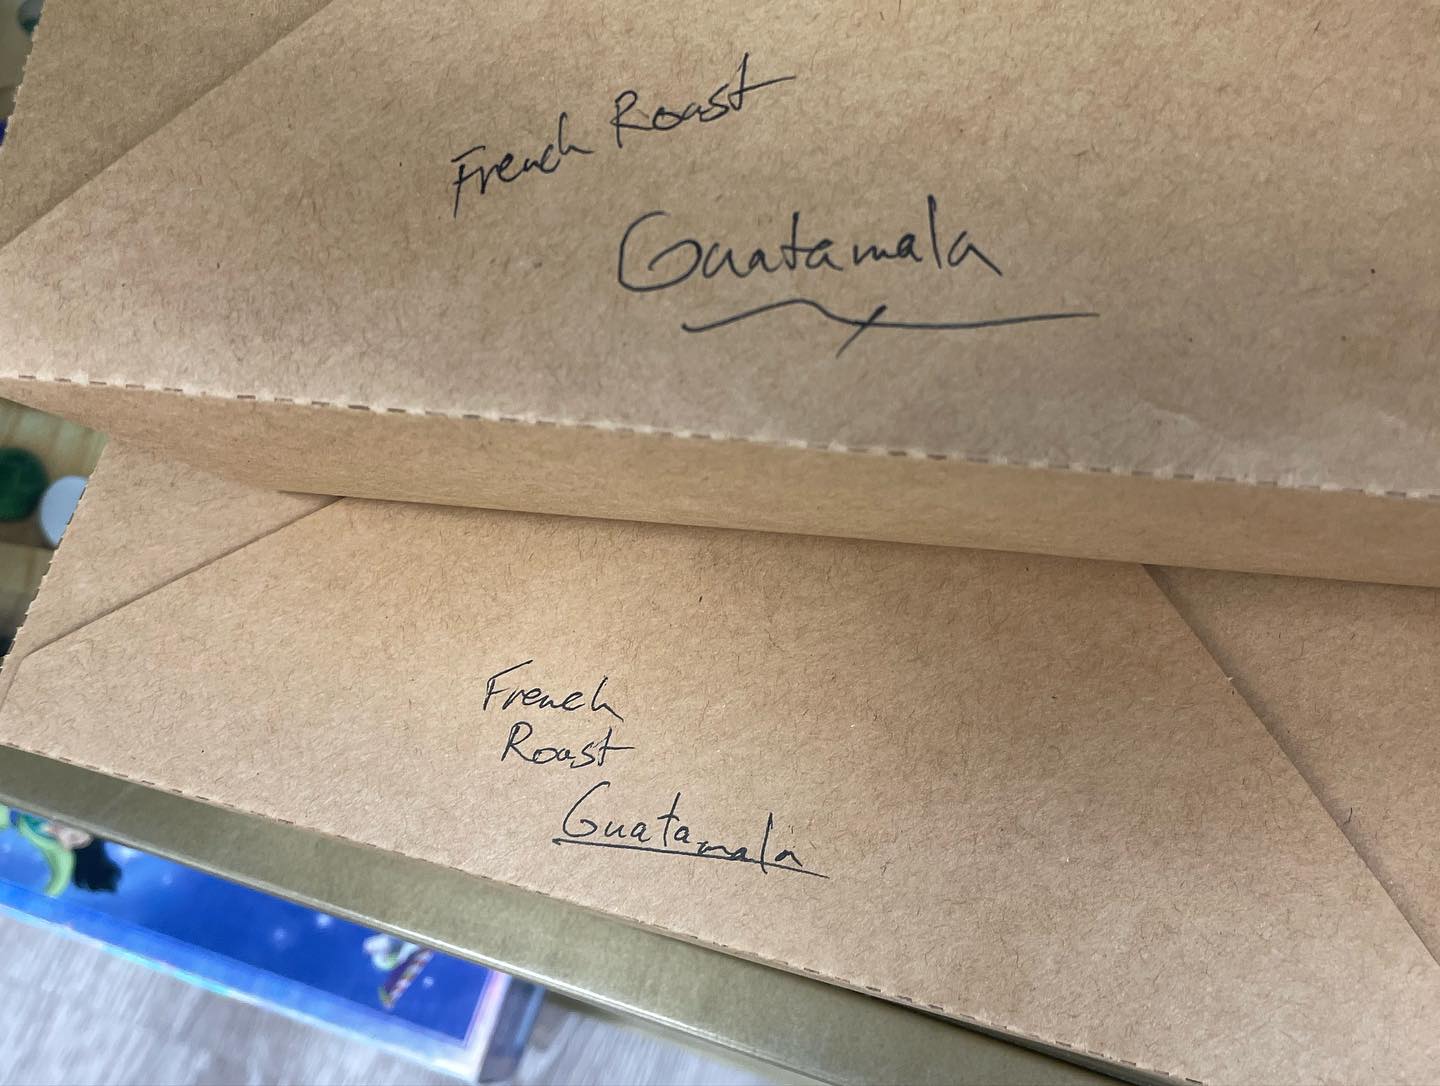 French Roast
Guatamala
French
Roast
Guatamala